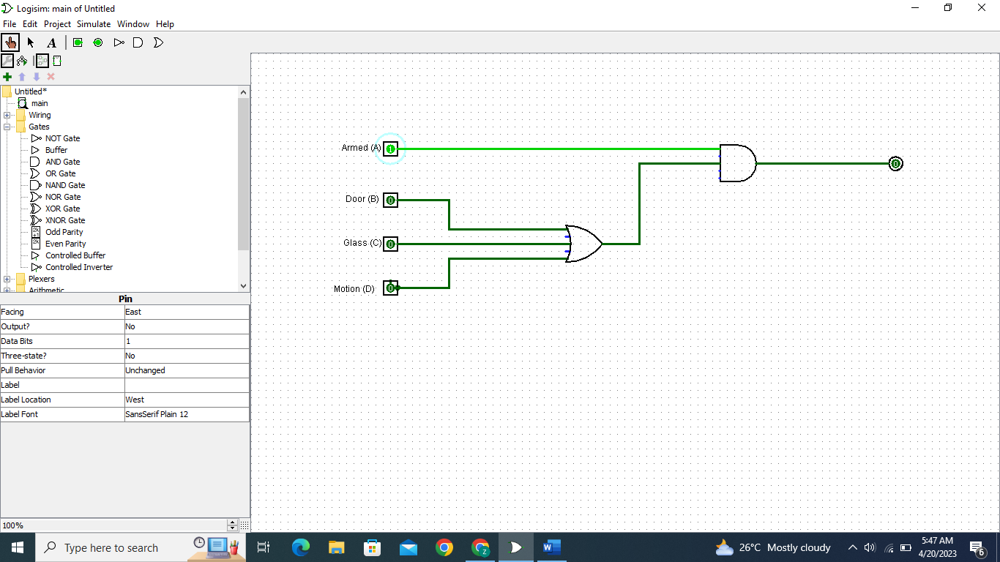 Logisim: main of Untitled
File Edit Project Simulate Window Help
A
Untitled*
main
Wiring
Gates
NOT Gate
Buffer
AND Gate
OR Gate
NAND Gate
NOR Gate
XOR Gate
XNOR Gate
Odd Parity
Even Parity
Controlled Buffer
Controlled Inverter
Plexers
Arithmetic
Pin
Facing East
Output? No
Data Bits 1
Three-state? No
Pull Behavior Unchanged
Label
Label Location West
Label Font SansSerif Plain 12
100%
Armed (A) 1
0
Door (B) 0
Glass (C) 0
Motion (D) 0
Type here to search
Z
W
26°C Mostly cloudy
5:47 AM
4/20/2023
6